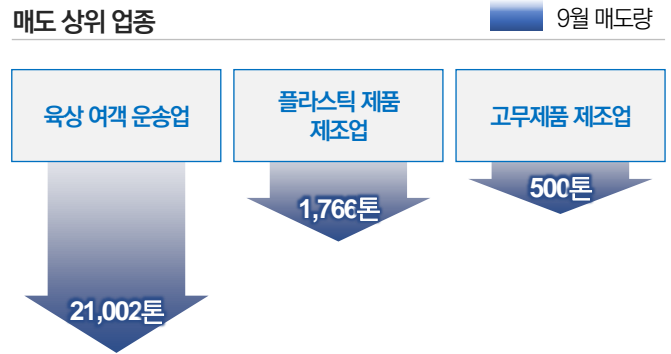 매도 상위 업종
9월 매도량
육상 여객 운송업
플라스틱 제품
제조업
고무제품 제조업
21,002톤
1,766톤
500톤